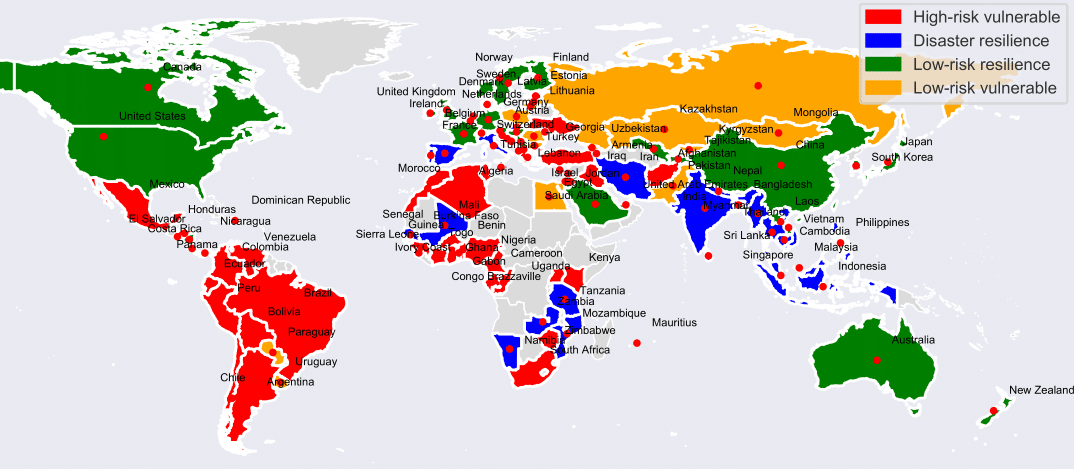 High-risk vulnerable
Disaster resilience
Low-risk resilience
Low-risk vulnerable
Canada
United States
Mexico
Dominican Republic
Honduras
El Salvador
Nicaragua
Costa Rica
Panama
Venezuela
Colombia
Ecuador
Peru
Brazil
Bolivia
Paraguay
Uruguay
Chile
Argentina
Norway
Finland
Sweden
Estonia
Denmark
Latvia
Lithuania
United Kingdom
Netherlands
Ireland
Germany
Belgium
Austria
France
Switzerland
Georgia
Turkey
Tunisia
Lebanon
Armenia
Iraq
Iran
Morocco
Algeria
Israel
Jordan
Egypt
Saudi Arabia
United Arab Emirates
Kazakhstan
Mongolia
Uzbekistan
Kyrgyzstan
Tajikistan
China
Afghanistan
Pakistan
Nepal
Bangladesh
India
Myanmar
Laos
Thailand
Vietnam
Cambodia
Philippines
Sri Lanka
Malaysia
Singapore
Indonesia
Japan
South Korea
Mali
Senegal
Burkina Faso
Guinea
Benin
Sierra Leone
Togo
Ivory Coast
Ghana
Nigeria
Cameroon
Gabon
Uganda
Kenya
Congo Brazzaville
Tanzania
Zambia
Mozambique
Zimbabwe
Namibia
South Africa
Mauritius
Australia
New Zealand